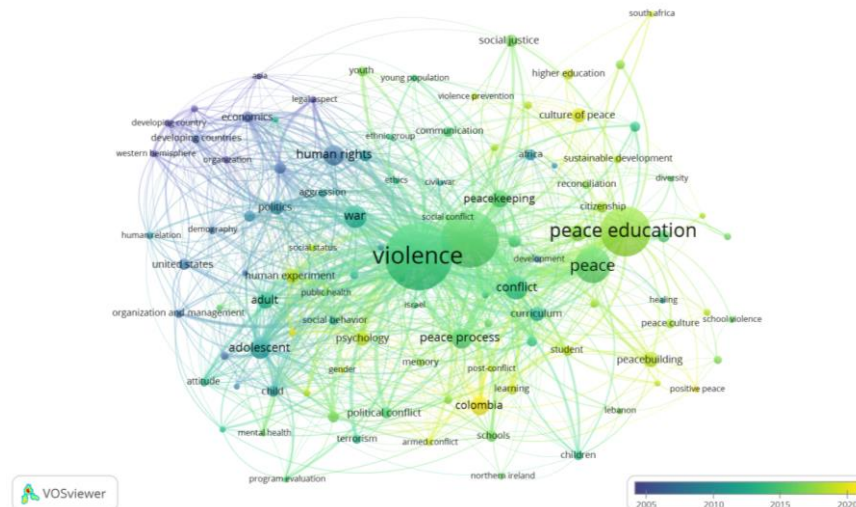 south africa
social justice
youth
young population
higher education
asia
legal aspect
violence prevention
economics
culture of peace
developing country
communication
ethnic group
developing countries
western hemisphere
organization
human rights
africa
sustainable development
ethics
civil war
diversity
aggression
reconciliation
peacekeeping
politics
war
citizenship
social conflict
demography
human relation
peace education
social status
violence
development
united states
peace
human experiment
public health
conflict
adult
healing
israel
organization and management
social behavior
curriculum
peace culture
school violence
psychology
peace process
adolescent
student
peacebuilding
memory
post-conflict
gender
attitude
child
learning
positive peace
colombia
political conflict
lebanon
mental health
terrorism
armed conflict
schools
children
program evaluation
northern ireland
VOSviewer
2005 2010 2015 2020